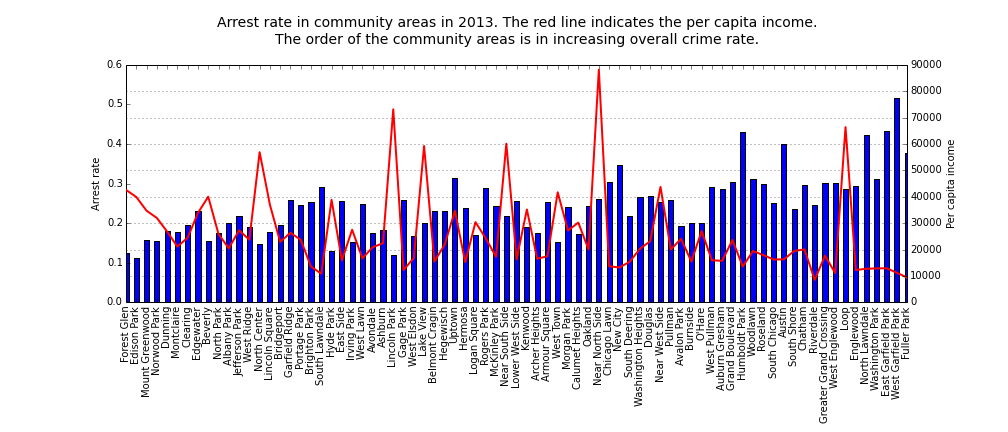 Arrest rate in community areas in 2013. The red line indicates the per capita income.
The order of the community areas is in increasing overall crime rate.
0.6
0.5
0.4
0.3
0.2
0.1
0.0
Arrest rate
90000
80000
70000
60000
50000
40000
30000
20000
10000
0
Per capita income
Forest Glen
Edison Park
Mount Greenwood
Norwood Park
Dunning
Montclaire
Clearing
Edgewater
Beverly
North Park
Albany Park
Jefferson Park
West Ridge
North Center
Lincoln Square
Bridgeport
Garfield Ridge
Portage Park
Brighton Park
South Lawndale
Hyde Park
East Side
Irving Park
West Lawn
Avondale
Ashburn
Lincoln Park
Gage Park
West Elsdon
Lake View
Belmont Cragin
Hegewisch
Uptown
Hermosa
Logan Square
Rogers Park
McKinley Park
Near South Side
Lower West Side
Kenwood
Archer Heights
Armour Square
West Town
Morgan Park
Calumet Heights
Oakland
Near North Side
Chicago Lawn
New City
South Deering
Washington Heights
Douglas
Near West Side
Pullman
Avalon Park
Burnside
O'Hare
West Pullman
Auburn Gresham
Grand Boulevard
Humboldt Park
Woodlawn
Roseland
South Chicago
Austin
South Shore
Chatham
Riverdale
Greater Grand Crossing
West Englewood
Loop
Englewood
North Lawndale
Washington Park
East Garfield Park
West Garfield Park
Fuller Park